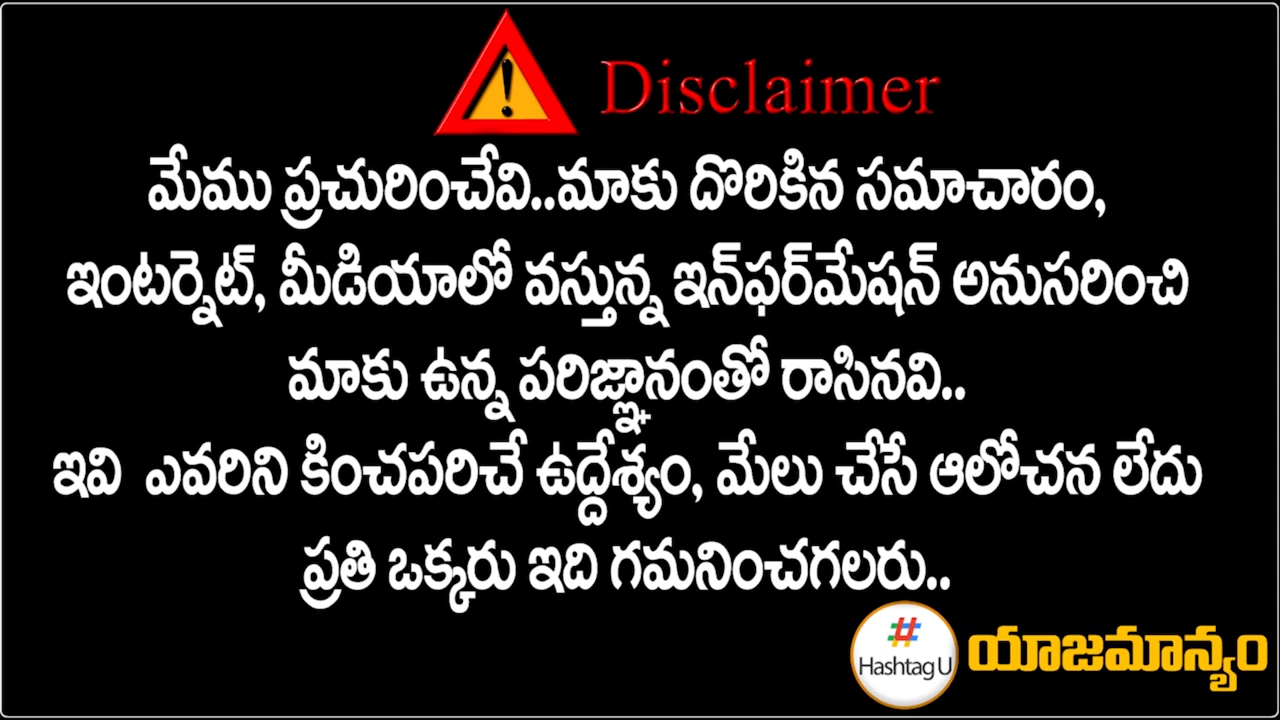 Disclaimer
మేము ప్రచురించేవి..మాకు దొరికిన సమాచారం,
ఇంటర్నెట్, మీడియాలో వస్తున్న ఇన్‌ఫర్‌మేషన్ అనుసరించి
మాకు ఉన్న పరిజ్ఞానంతో రాసినవి..
ఇవి ఎవరిని కించపరిచే ఉద్దేశ్యం, మేలు చేసే ఆలోచన లేదు
ప్రతి ఒక్కరు ఇది గమనించగలరు..
#
Hashtag U
యాజమాన్యం